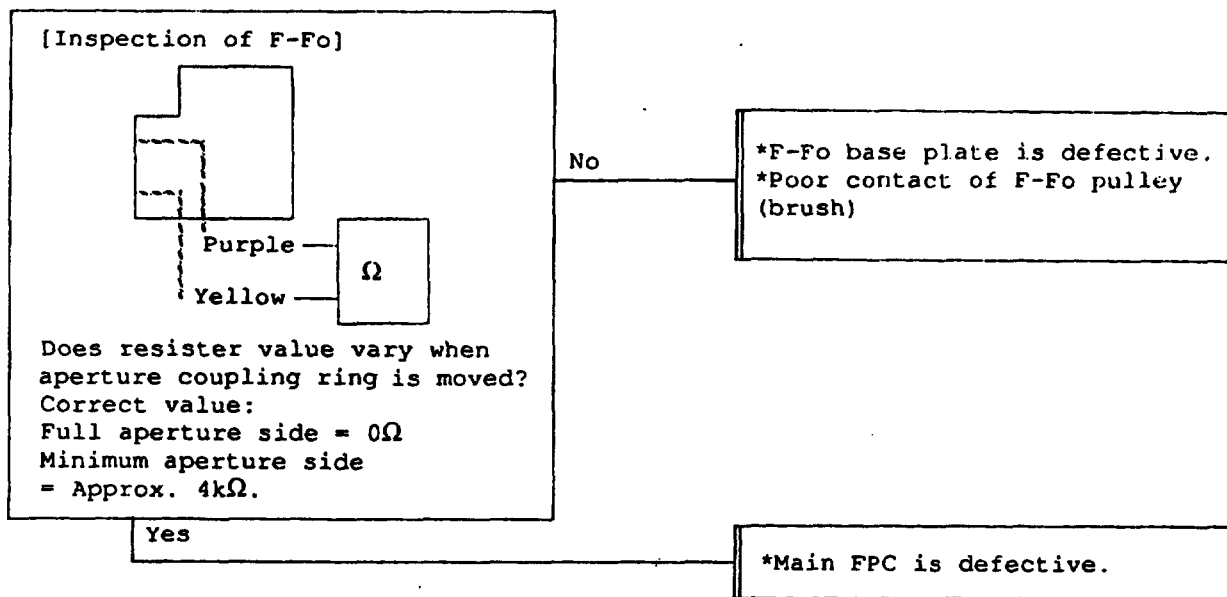 [Inspection of F-Fo]
Purple
Ω
Yellow
Does resister value vary when
aperture coupling ring is moved?
Correct value:
Full aperture side = 0Ω
Minimum aperture side
= Approx. 4kΩ.
No
*F-Fo base plate is defective.
*Poor contact of F-Fo pulley
(brush)
Yes
*Main FPC is defective.